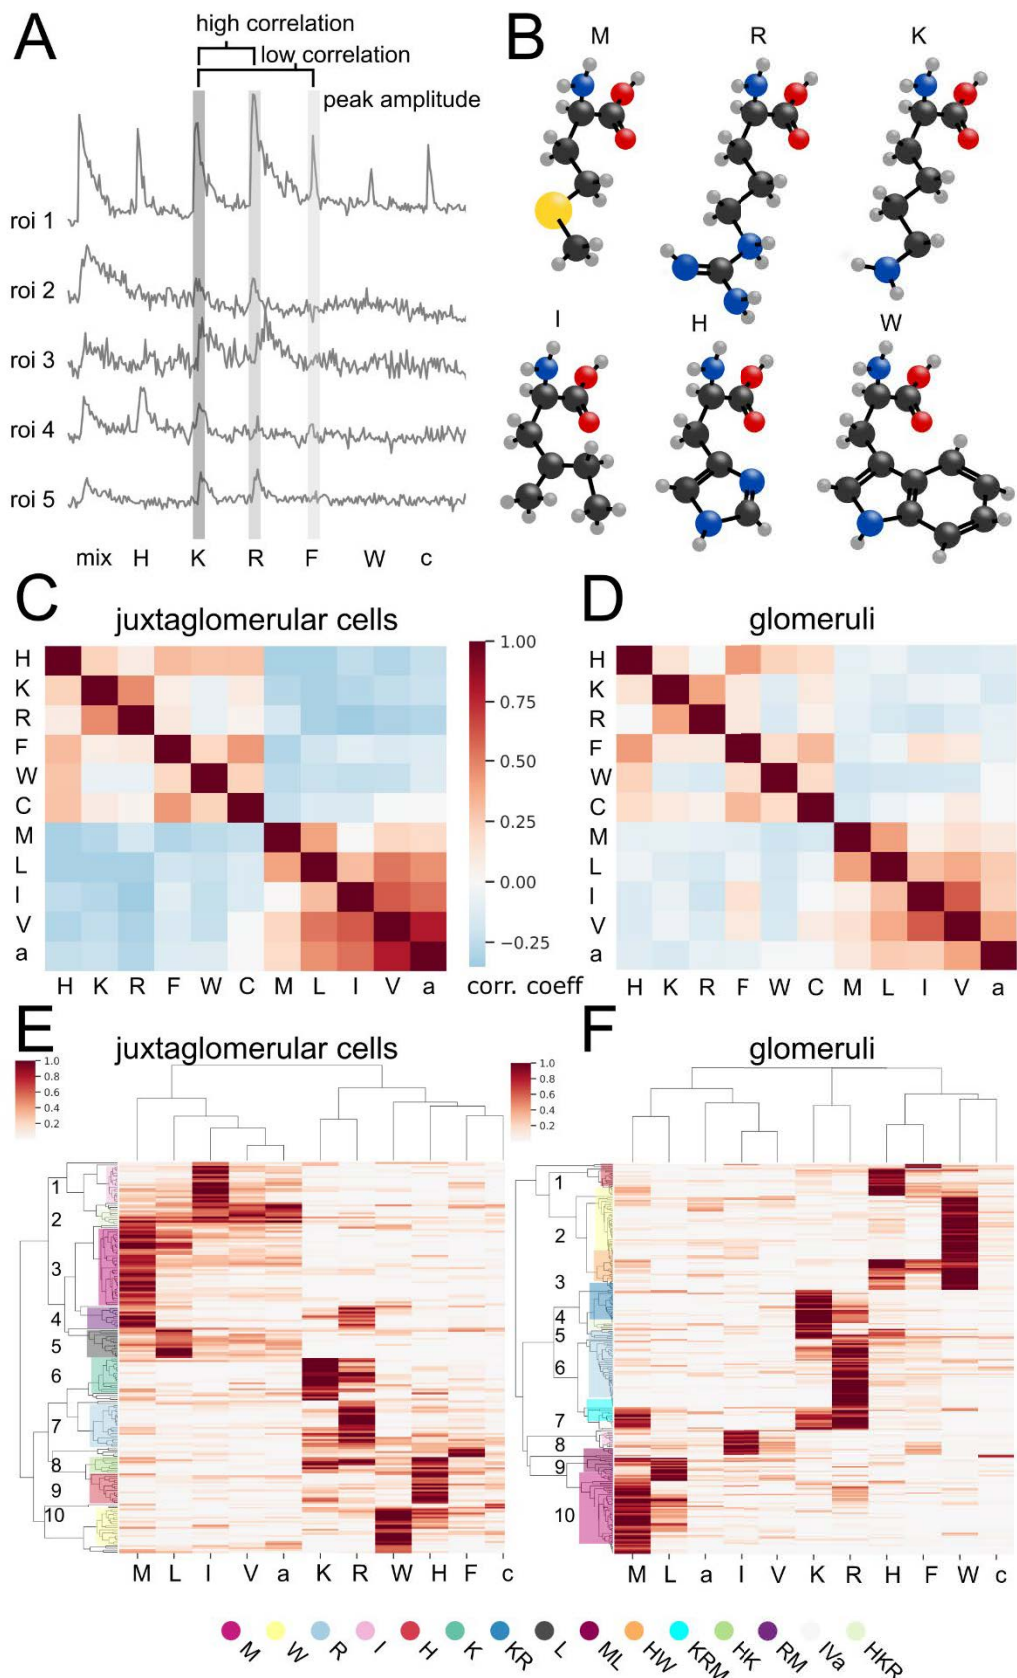 A
high correlation
low correlation
peak amplitude
roi 1
roi 2
roi 3
roi 4
roi 5
mix H K R F W c
B
M R K
I H W
C
juxtaglomerular cells
H
K
R
F
W
C
M
L
I
V
a
H K R F W C M L I V a
1.00
0.75
0.50
0.25
0.00
−0.25
corr. coeff
D
glomeruli
H
K
R
F
W
C
M
L
I
V
a
H K R F W C M L I V a
E
juxtaglomerular cells
1.0
0.8
0.6
0.4
0.2
1
2
3
4
5
6
7
8
9
10
M L I V a K R W H F c
F
glomeruli
1.0
0.8
0.6
0.4
0.2
1
2
3
4
5
6
7
8
9
10
M L a I V K R H F W c
M W R I H K KR L ML HW KRM HK RM IVa HKR